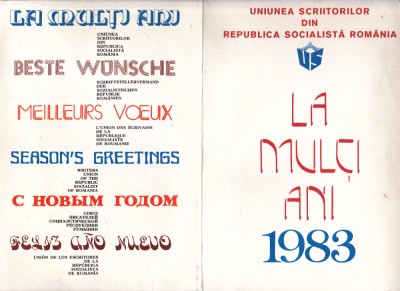 LA MULȚI ANI
UNIUNEA
SCRIITORILOR
DIN
REPUBLICA
SOCIALISTĂ
ROMÂNIA
BESTE WÜNSCHE
SCHRIFTSTELLERVERBAND
DER
SOZIALISTISCHEN
REPUBLIK
RUMÄNIEN
MEILLEURS VŒUX
L'UNION DES ÉCRIVAINS
DE LA
RÉPUBLIQUE
SOCIALISTE
DE ROUMANIE
SEASON'S GREETINGS
WRITERS
UNION
OF THE
REPUBLIC
SOCIALIST
OF ROMANIA
С НОВЫМ ГОДОМ
СОЮЗ
ПИСАТЕЛЕЙ
СОЦИАЛИСТИЧЕСКОЙ
РЕСПУБЛИКИ
РУМЫНИИ
FELIZ AÑO NUEVO
UNIÓN DE LOS ESCRITORES
DE LA
REPÚBLICA
SOCIALISTA
DE RUMANÍA
UNIUNEA SCRIITORILOR
DIN
REPUBLICA SOCIALISTĂ ROMÂNIA
LA
MULȚI
ANI
1983